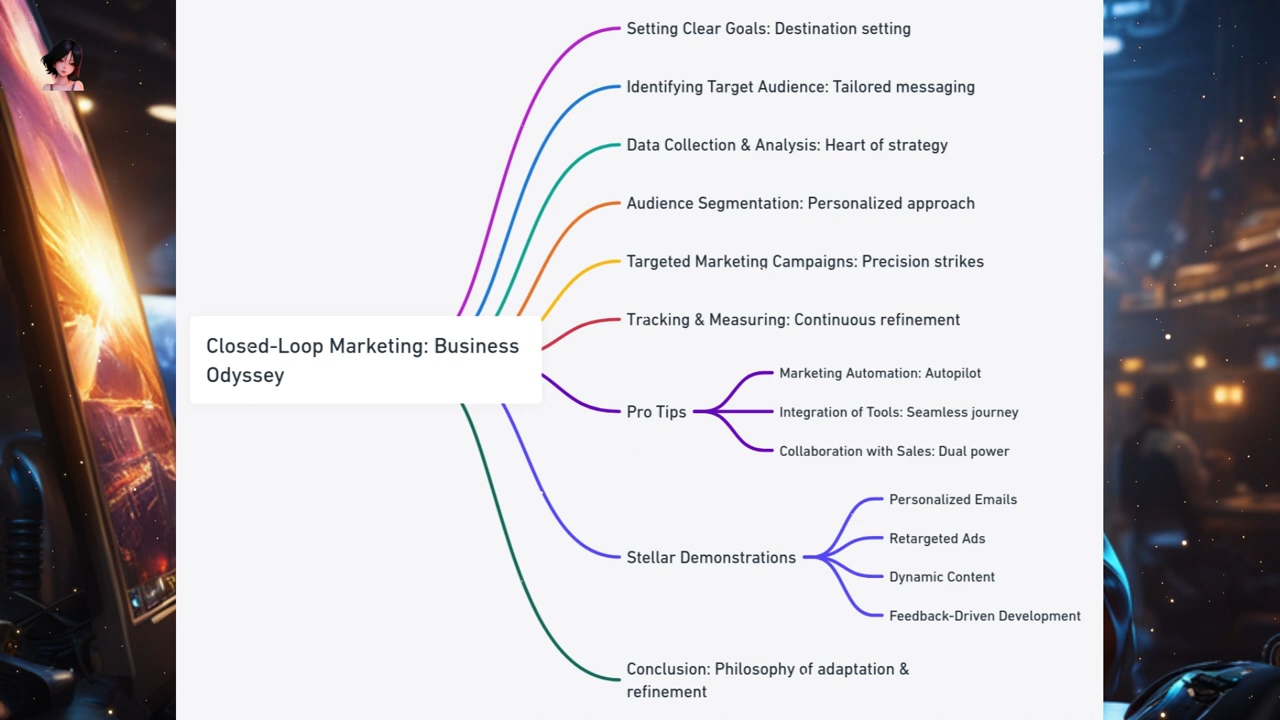 Setting Clear Goals: Destination setting
Identifying Target Audience: Tailored messaging
Data Collection & Analysis: Heart of strategy
Audience Segmentation: Personalized approach
Targeted Marketing Campaigns: Precision strikes
Tracking & Measuring: Continuous refinement
Closed-Loop Marketing: Business
Odyssey
Pro Tips
Marketing Automation: Autopilot
Integration of Tools: Seamless journey
Collaboration with Sales: Dual power
Stellar Demonstrations
Personalized Emails
Retargeted Ads
Dynamic Content
Feedback-Driven Development
Conclusion: Philosophy of adaptation &
refinement